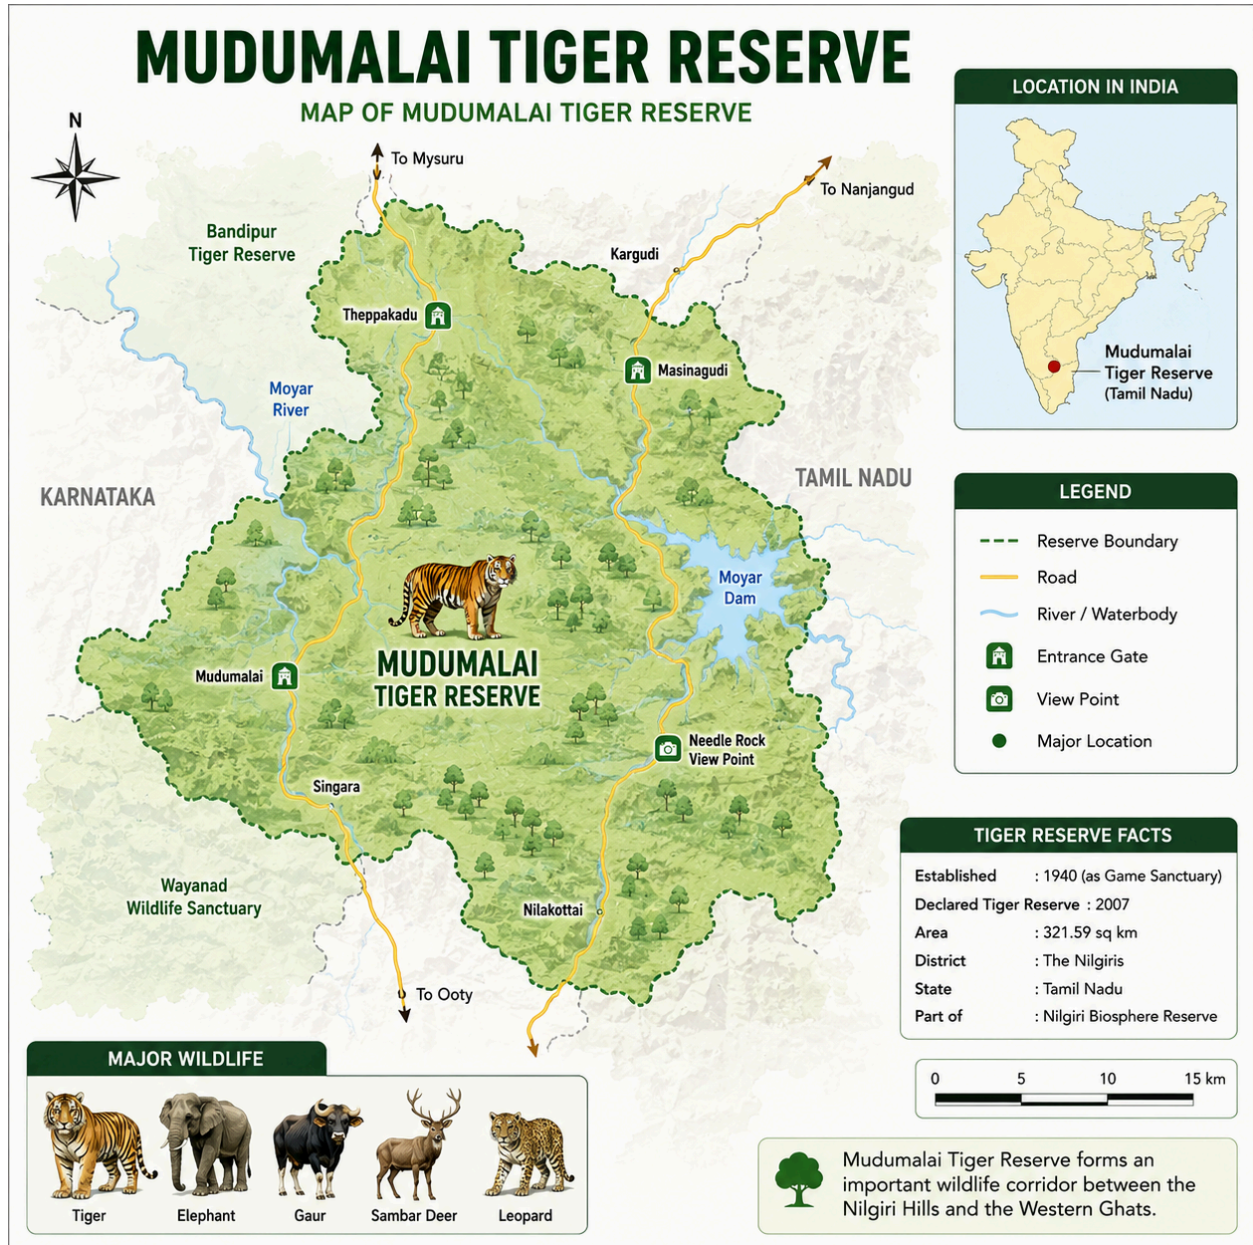 MUDUMALAI TIGER RESERVE
MAP OF MUDUMALAI TIGER RESERVE
N
To Mysuru
To Nanjangud
Bandipur
Tiger Reserve
Kargudi
Theppakadu
Masinagudi
Moyar
River
KARNATAKA
TAMIL NADU
Moyar
Dam
MUDUMALAI
TIGER RESERVE
Mudumalai
Needle Rock
View Point
Singara
Wayanad
Wildlife Sanctuary
Nilakottai
To Ooty
LOCATION IN INDIA
Mudumalai
Tiger Reserve
(Tamil Nadu)
LEGEND
Reserve Boundary
Road
River / Waterbody
Entrance Gate
View Point
Major Location
TIGER RESERVE FACTS
Established : 1940 (as Game Sanctuary)
Declared Tiger Reserve : 2007
Area : 321.59 sq km
District : The Nilgiris
State : Tamil Nadu
Part of : Nilgiri Biosphere Reserve
0 5 10 15 km
MAJOR WILDLIFE
Tiger Elephant Gaur Sambar Deer Leopard
Mudumalai Tiger Reserve forms an
important wildlife corridor between the
Nilgiri Hills and the Western Ghats.